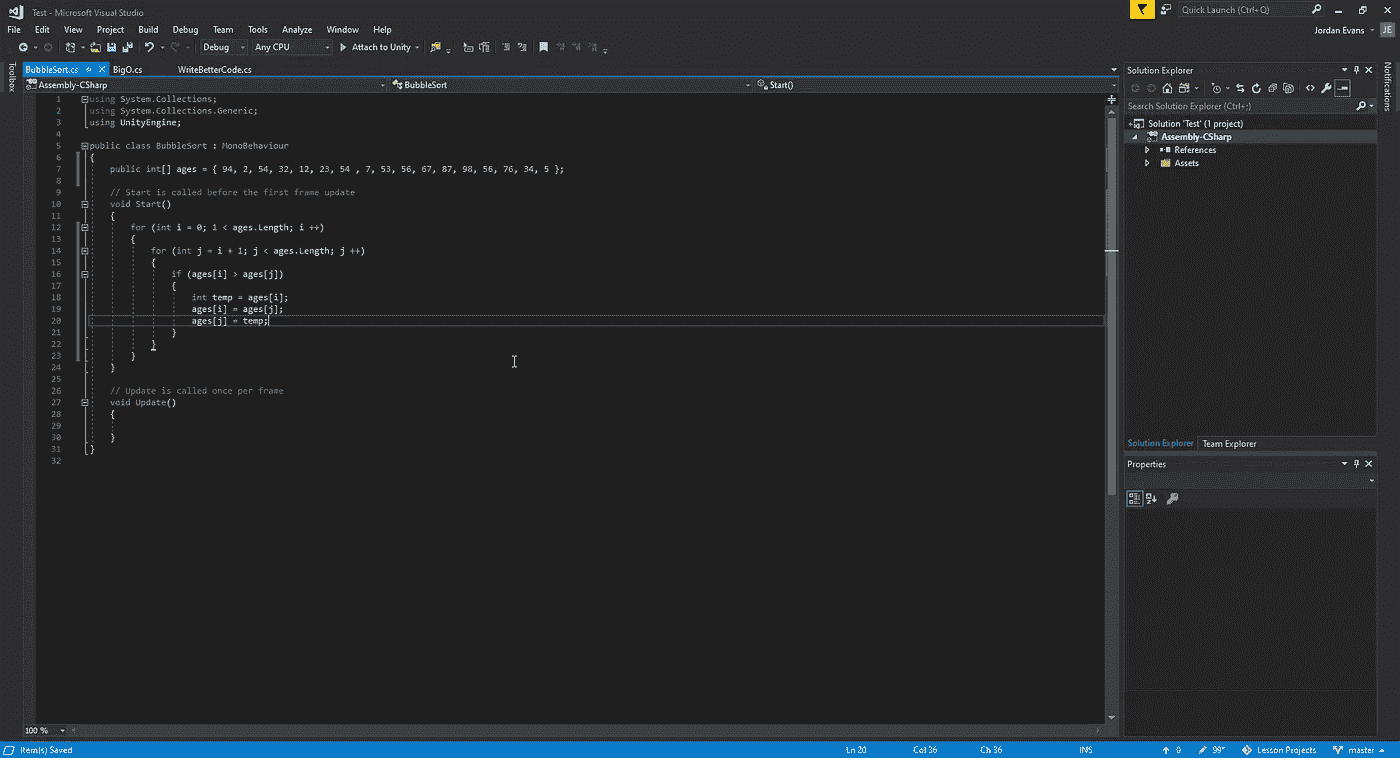 Test - Microsoft Visual Studio
Quick Launch (Ctrl+Q)
File Edit View Project Build Debug Team Tools Analyze Window Help
Jordan Evans JE
Debug Any CPU Attach to Unity
Toolbox
BubbleSort.cs BigO.cs WriteBetterCode.cs
Assembly-CSharp BubbleSort Start()
1 using System.Collections;
2 using System.Collections.Generic;
3 using UnityEngine;
4
5 public class BubbleSort : MonoBehaviour
6 {
7 public int[] ages = { 94, 2, 54, 32, 12, 23, 54 , 7, 53, 56, 67, 87, 98, 56, 76, 34, 5 };
8
9 // Start is called before the first frame update
10 void Start()
11 {
12 for (int i = 0; 1 < ages.Length; i ++)
13 {
14 for (int j = i + 1; j < ages.Length; j ++)
15 {
16 if (ages[i] > ages[j])
17 {
18 int temp = ages[i];
19 ages[i] = ages[j];
20 ages[j] = temp;
21 }
22 }
23 }
24 }
25
26 // Update is called once per frame
27 void Update()
28 {
29
30 }
31 }
32
100 %
Solution Explorer
Search Solution Explorer (Ctrl+;)
Solution 'Test' (1 project)
Assembly-CSharp
References
Assets
Solution Explorer Team Explorer
Properties
Notifications
Item(s) Saved Ln 20 Col 36 Ch 36 INS 0 99* Lesson Projects master